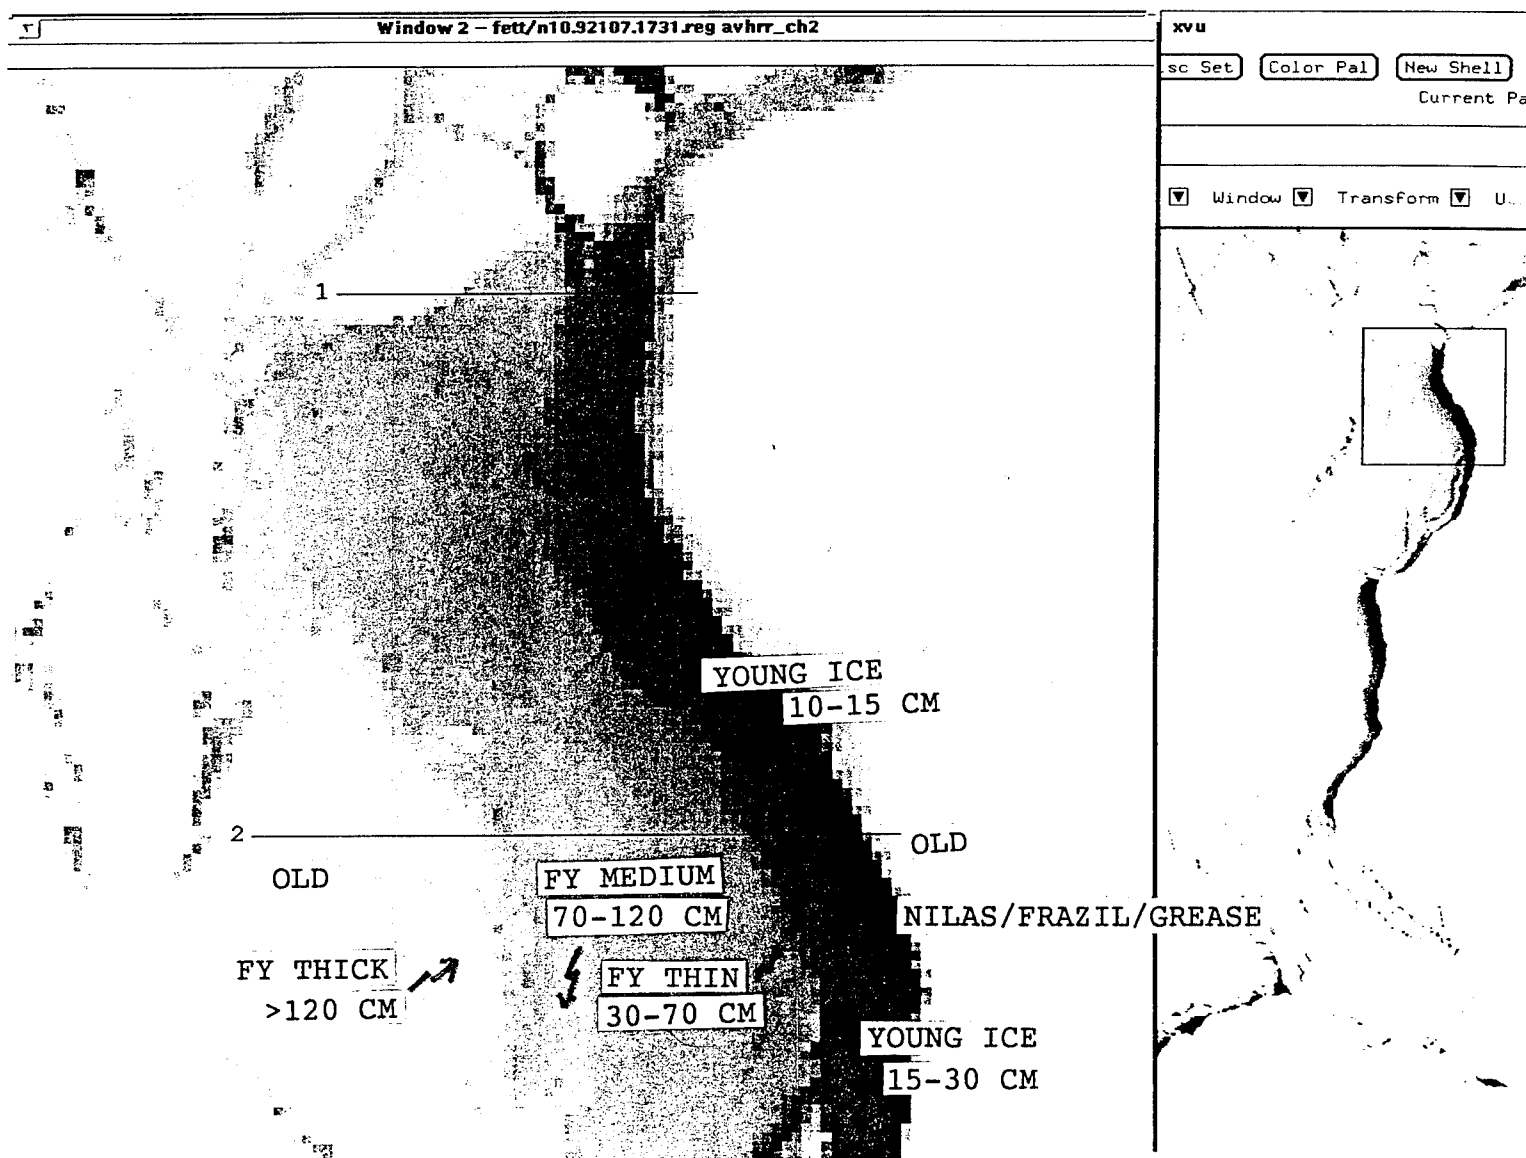 Window 2 – fett/n10.92107.1731.reg avhrr_ch2
xvu
sc Set
Color Pal
New Shell
Current Pa
Window
Transform
U
1
YOUNG ICE
10-15 CM
2
OLD
OLD
FY MEDIUM
70-120 CM
NILAS/FRAZIL/GREASE
FY THICK
>120 CM
FY THIN
30-70 CM
YOUNG ICE
15-30 CM